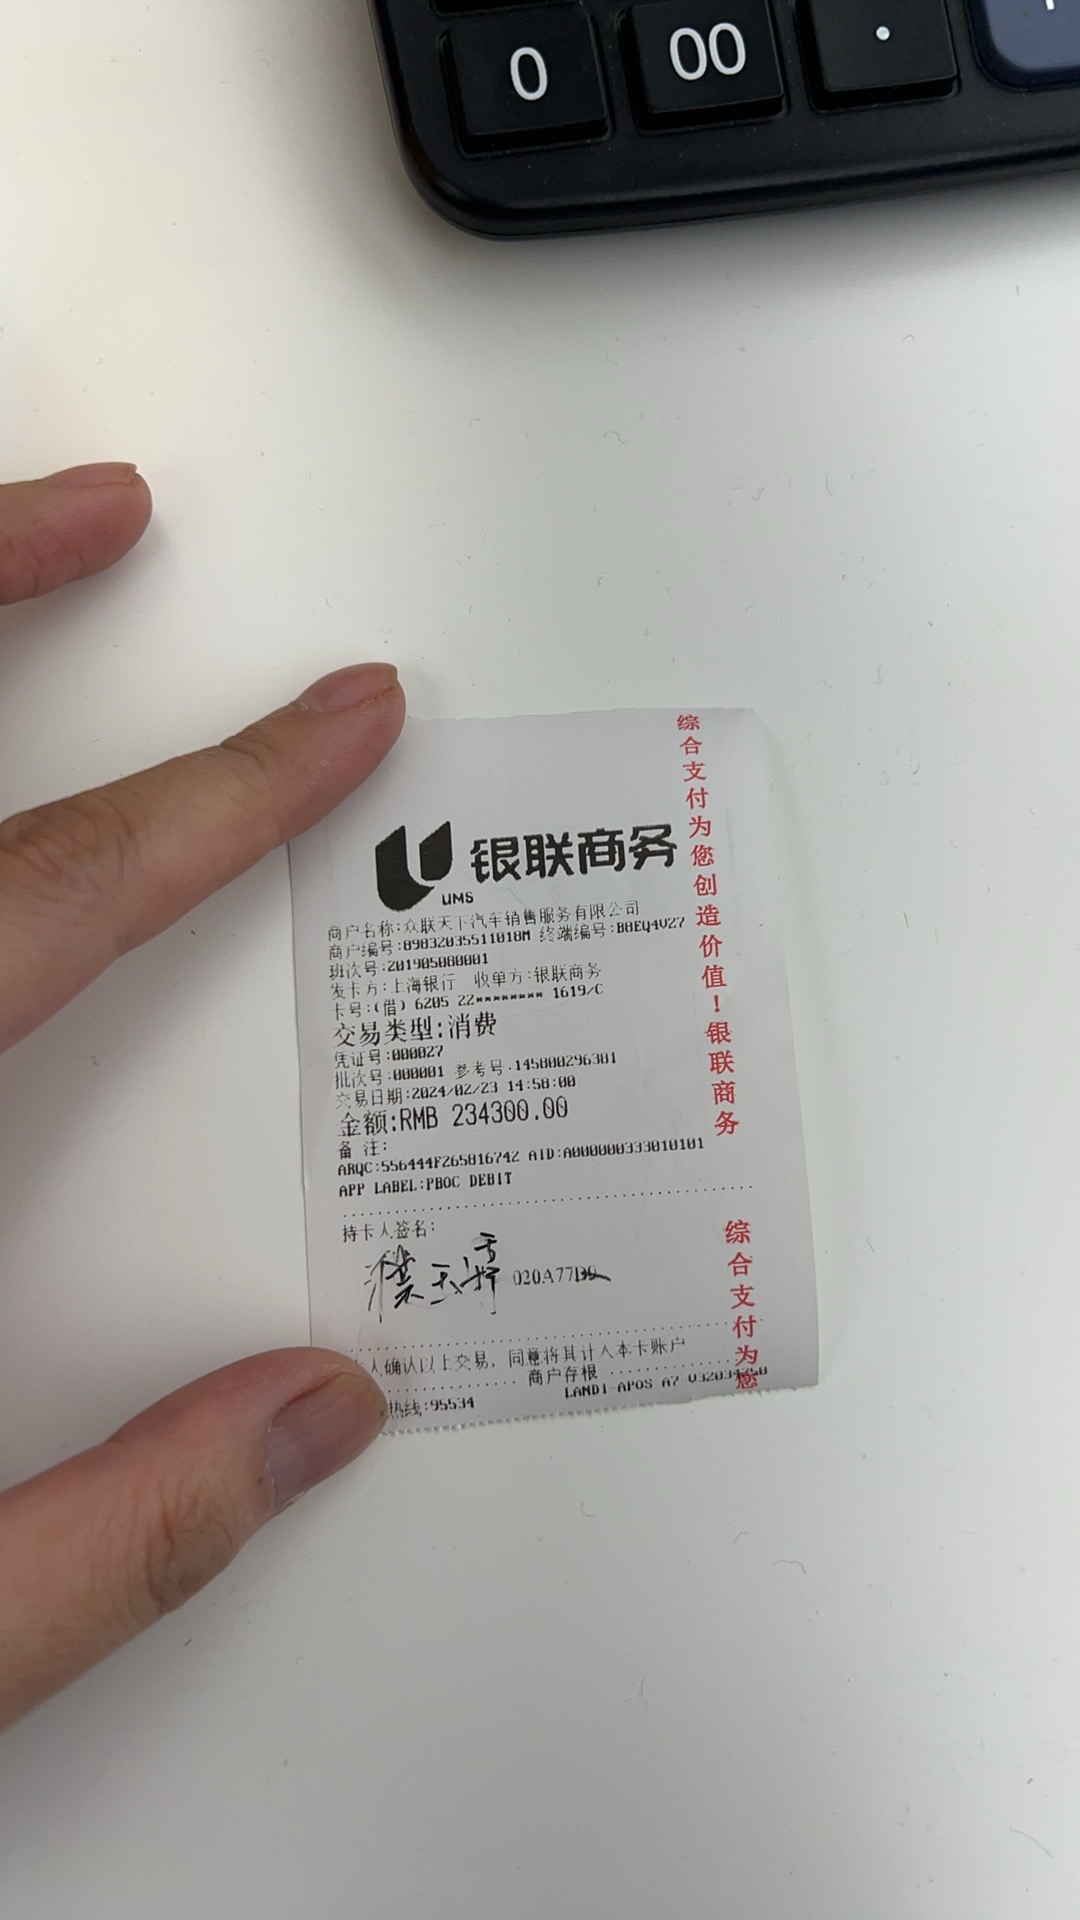 0 00 .
银联商务
UMS
商户名称:众联天下汽车销售服务有限公司
商户编号:89832035511018M 终端编号:B8EQ4V27
班次号:201905080001
发卡方:上海银行 收单方:银联商务
卡号:(借) 6205 22******** 1619/C
交易类型:消费
凭证号:000027
批次号:000001 参考号:145800296381
交易日期:2024/02/23 14:58:00
金额:RMB 234300.00
备 注:
ARQC:556444F265816742 AID:A000000333010101
APP LABEL:PBOC DEBIT
持卡人签名:
020A77
人确认以上交易,同意将其计入本卡账户
商户存根
热线:95534
LANDI-APOS A7
综合支付为您创造价值!银联商务
综合支付为您